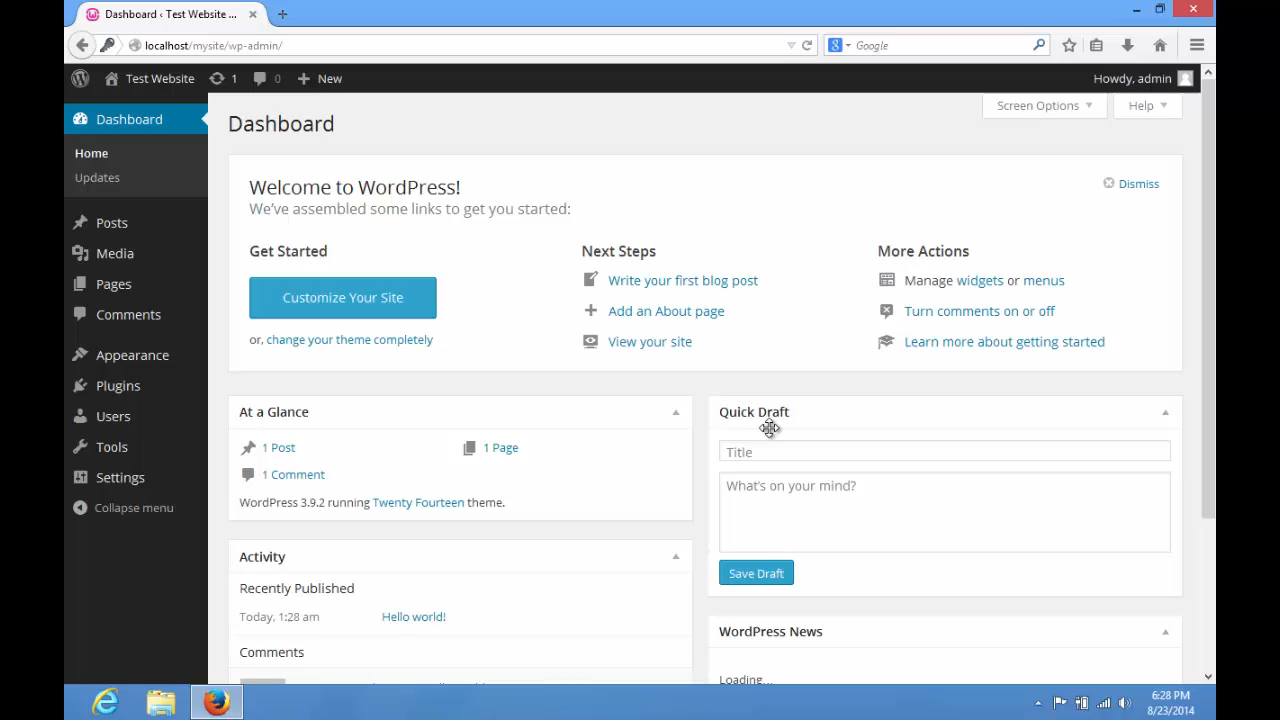 Dashboard ‹ Test Website ...
localhost/mysite/wp-admin/
Google
Test Website
1
0
New
Howdy, admin
Dashboard
Home
Updates
Posts
Media
Pages
Comments
Appearance
Plugins
Users
Tools
Settings
Collapse menu
Dashboard
Screen Options
Help
Welcome to WordPress!
We've assembled some links to get you started:
Dismiss
Get Started
Customize Your Site
or, change your theme completely
Next Steps
Write your first blog post
Add an About page
View your site
More Actions
Manage widgets or menus
Turn comments on or off
Learn more about getting started
At a Glance
1 Post
1 Page
1 Comment
WordPress 3.9.2 running Twenty Fourteen theme.
Activity
Recently Published
Today, 1:28 am
Hello world!
Comments
Quick Draft
Title
What's on your mind?
Save Draft
WordPress News
Loading...
6:28 PM
8/23/2014